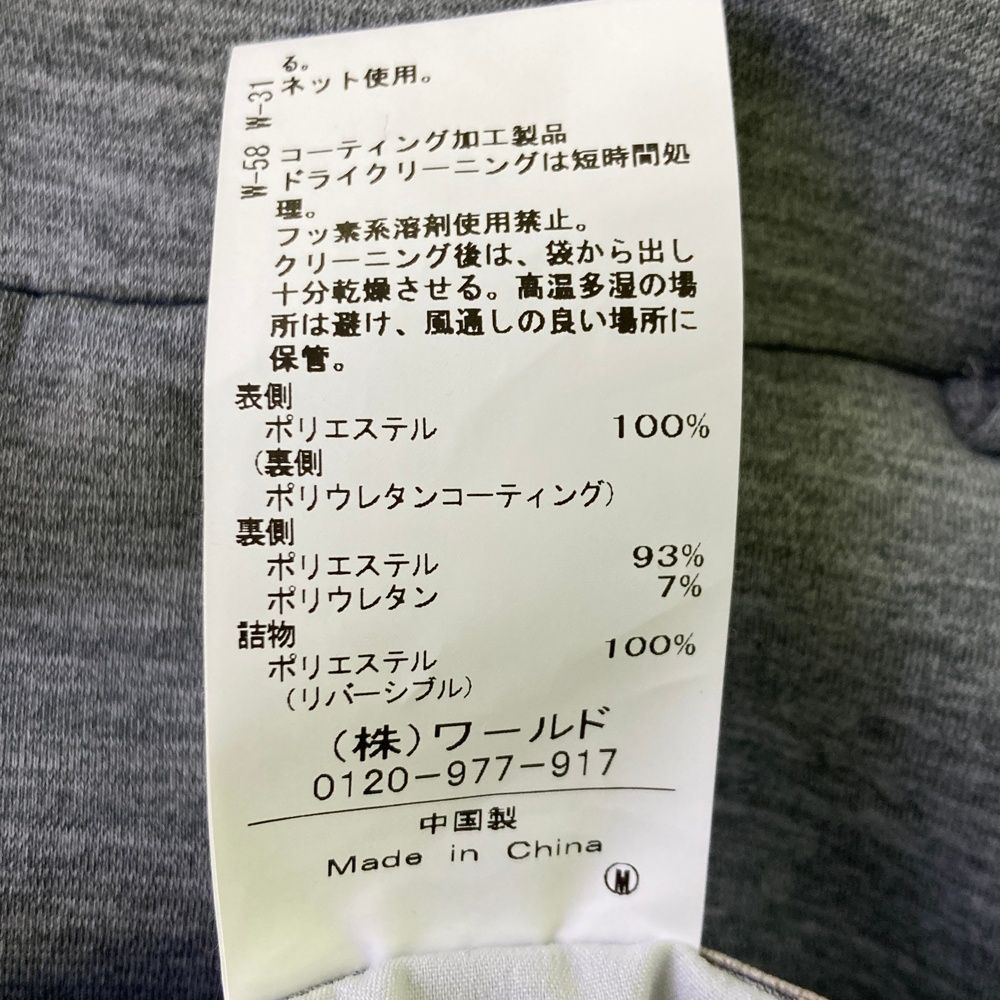 る。
ネット使用。
W-58 W-31
コーティング加工製品
ドライクリーニングは短時間処
理。
フッ素系溶剤使用禁止。
クリーニング後は、袋から出し
十分乾燥させる。高温多湿の場
所は避け、風通しの良い場所に
保管。
表側
ポリエステル 100%
(裏側
ポリウレタンコーティング)
裏側
ポリエステル 93%
ポリウレタン 7%
詰物
ポリエステル 100%
(リバーシブル)
(株)ワールド
0120-977-917
中国製
Made in China
M